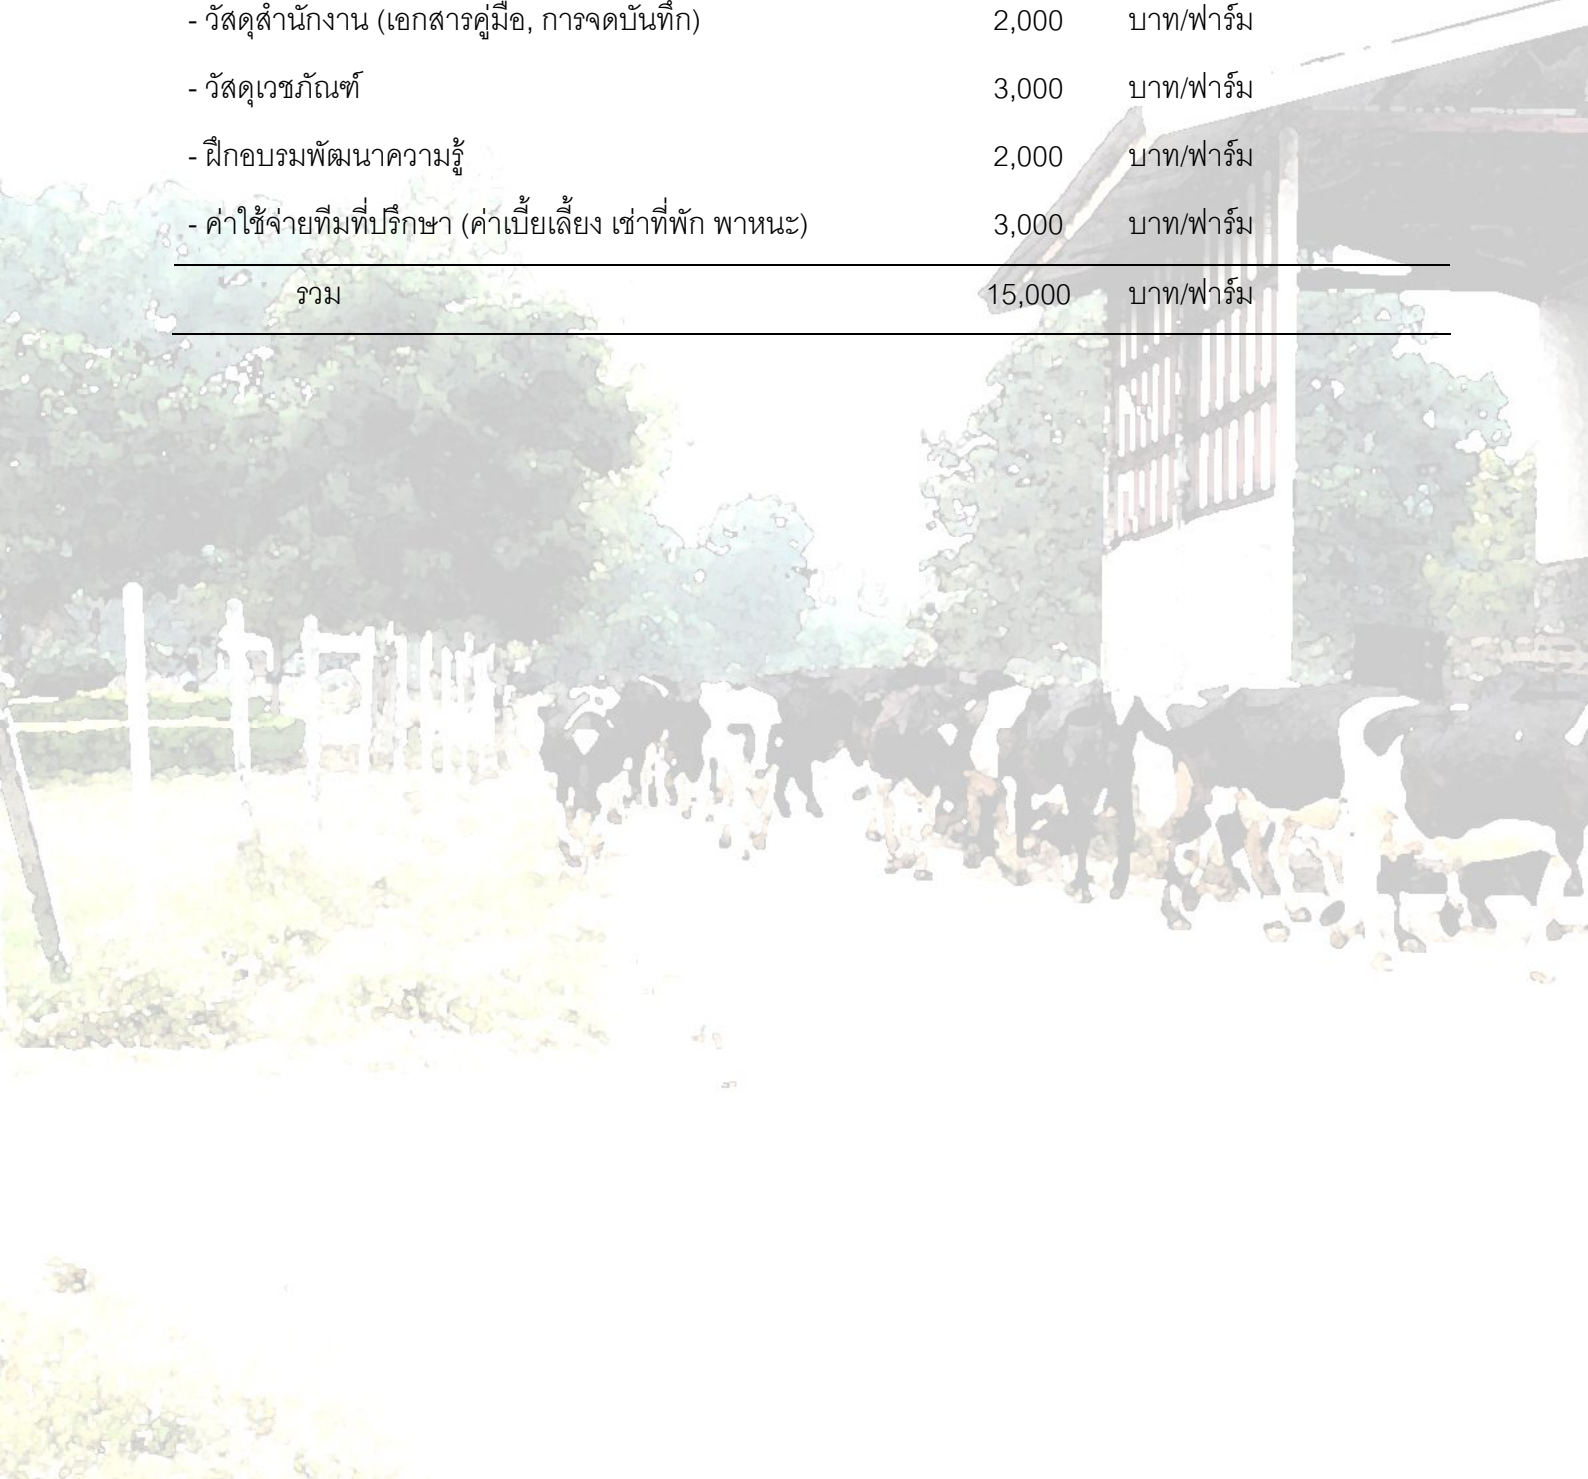 - วัสดุสำนักงาน (เอกสารคู่มือ, การจดบันทึก) 2,000 บาท/ฟาร์ม
- วัสดุเวชภัณฑ์ 3,000 บาท/ฟาร์ม
- ฝึกอบรมพัฒนาความรู้ 2,000 บาท/ฟาร์ม
- ค่าใช้จ่ายทีมที่ปรึกษา (ค่าเบี้ยเลี้ยง เช่าที่พัก พาหนะ) 3,000 บาท/ฟาร์ม
รวม 15,000 บาท/ฟาร์ม